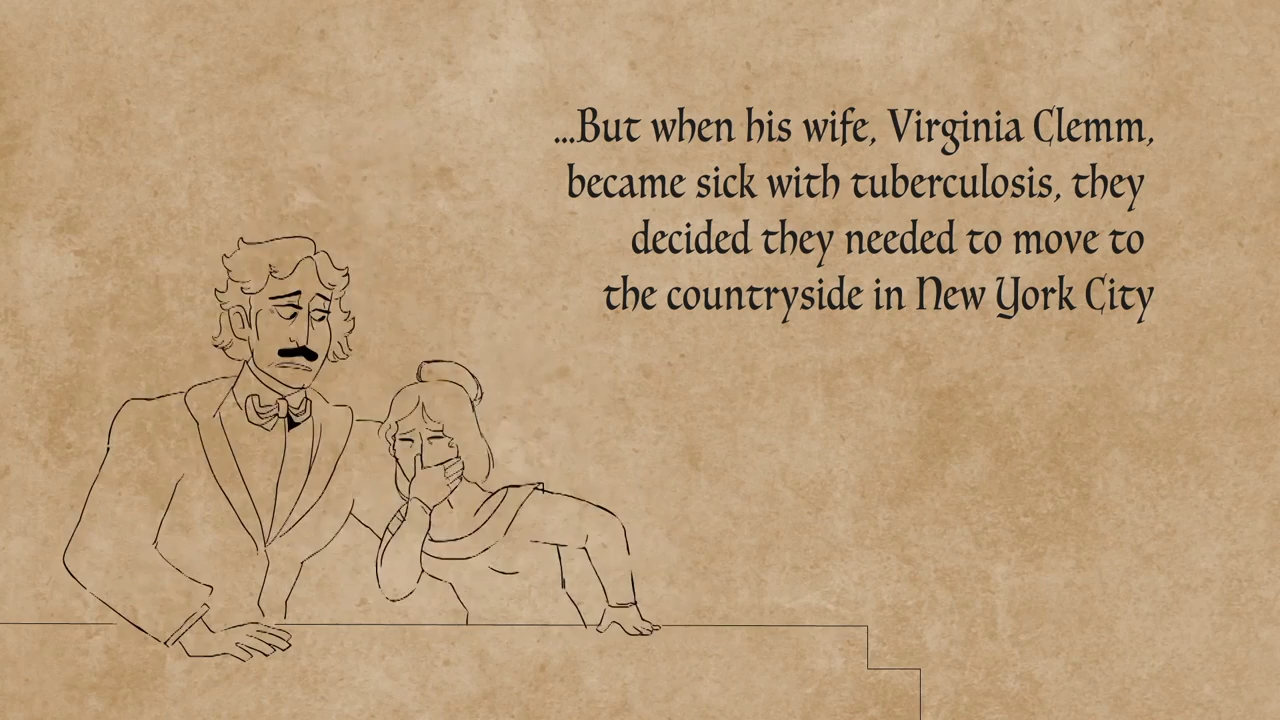 ...But when his wife, Virginia Clemm,
became sick with tuberculosis, they
decided they needed to move to
the countryside in New York City